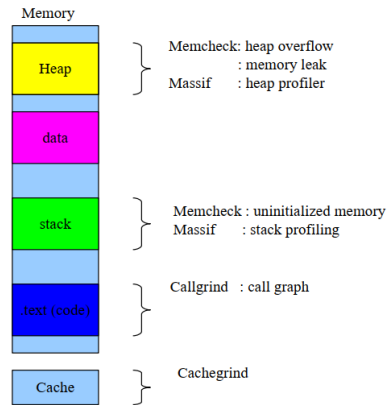 Memory
Heap
Memcheck: heap overflow
: memory leak
Massif : heap profiler
data
stack
Memcheck : uninitialized memory
Massif : stack profiling
.text (code)
Callgrind : call graph
Cache
Cachegrind